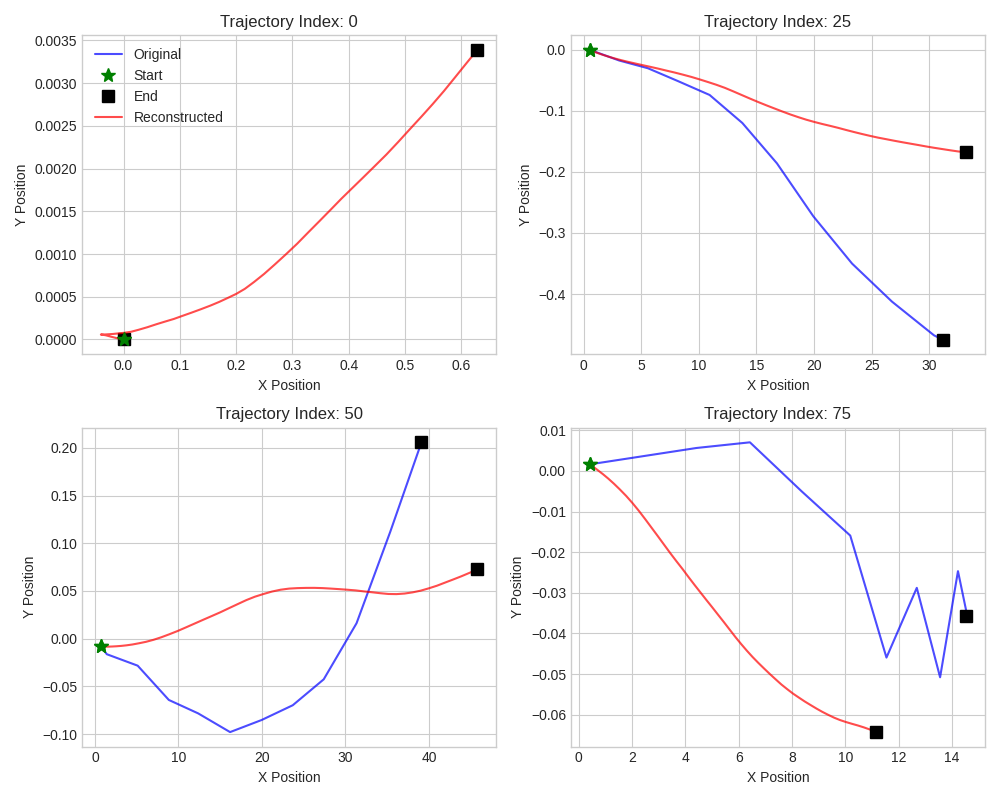 Trajectory Index: 0
0.0035
0.0030
0.0025
0.0020
0.0015
0.0010
0.0005
0.0000
Y Position
Original
Start
End
Reconstructed
0.0 0.1 0.2 0.3 0.4 0.5 0.6
X Position
Trajectory Index: 25
0.0
−0.1
−0.2
−0.3
−0.4
Y Position
0 5 10 15 20 25 30
X Position
Trajectory Index: 50
0.20
0.15
0.10
0.05
0.00
−0.05
−0.10
Y Position
0 10 20 30 40
X Position
Trajectory Index: 75
0.01
0.00
−0.01
−0.02
−0.03
−0.04
−0.05
−0.06
Y Position
0 2 4 6 8 10 12 14
X Position